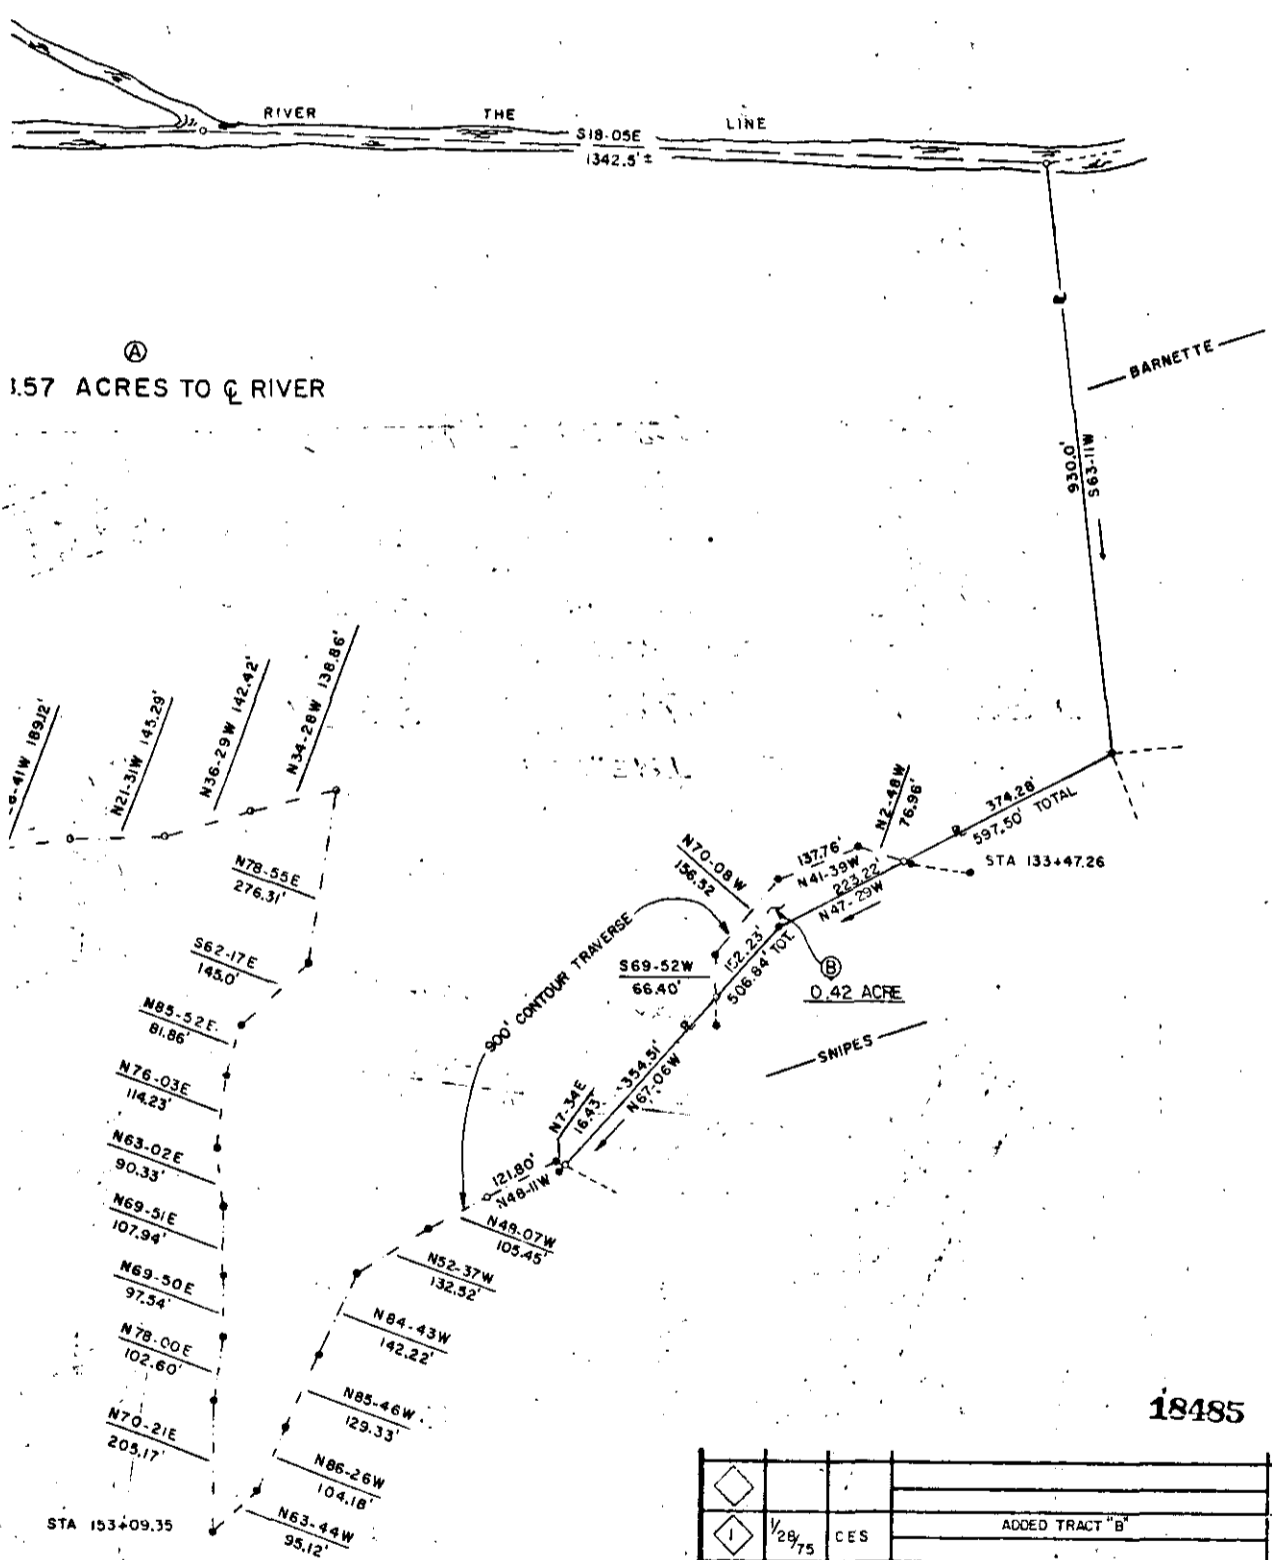 RIVER THE LINE
S18-05E
1342.5' ±
BARNETTE
Ⓐ
.57 ACRES TO ℄ RIVER
930.0'
S63-11W
-41W 189.12'
N21-31W 145.29'
N36-29W 142.42'
N34-28W 138.86'
N2-48W
76.96'
374.28'
597.50' TOTAL
STA 133+47.26
N70-08W
156.52
137.76'
N41-39W
223.22'
N47-29W
N78-55E
276.31'
S62-17E
145.0'
900' CONTOUR TRAVERSE
S69-52W
66.40'
152.23'
506.84' TOT.
Ⓑ
0.42 ACRE
SNIPES
N85-52E
81.86'
N76-03E
114.23'
N7-34E
16.43'
354.51'
N67-06W
N63-02E
90.33'
121.80'
N48-11W
N69-51E
107.94'
N48-07W
105.45'
N52-37W
132.52'
N69-50E
97.54'
N84-43W
142.22'
N78-00E
102.60'
N85-46W
129.33'
N70-21E
205.17'
N86-26W
104.18'
N63-44W
95.12'
STA 153+09.35
18485
1 1/28/75 CES ADDED TRACT "B"